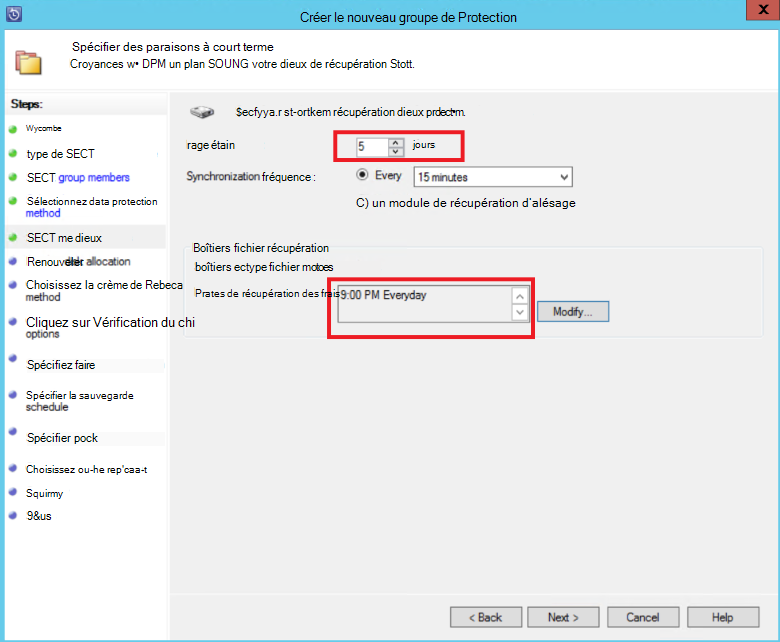 Créer le nouveau groupe de Protection
X
Spécifier des paraisons à court terme
Croyances w• DPM un plan SOUNG votre dieux de récupération Stott.
Steps:
Wycombe
type de SECT
SECT group members
Sélectionnez data protection
method
SECT me dieux
Renouveler allocation
Choisissez la crème de Rebeca
method
Cliquez sur Vérification du chi
options
Spécifiez faire
Spécifier la sauvegarde
schedule
Spécifier pock
Choisissez ou-he rep'caa-t
Squirmy
9&us
$ecfyya.r st-ortkem récupération dieux prdect•m.
rage étain
5
jours
Synchronization fréquence :
Every
15 minutes
C) un module de récupération d'alésage
Boîtiers fichier récupération
boîtiers ectype fichier motoes
Prates de récupération des frais
9:00 PM Everyday
Modify...
< Back
Next >
Cancel
Help